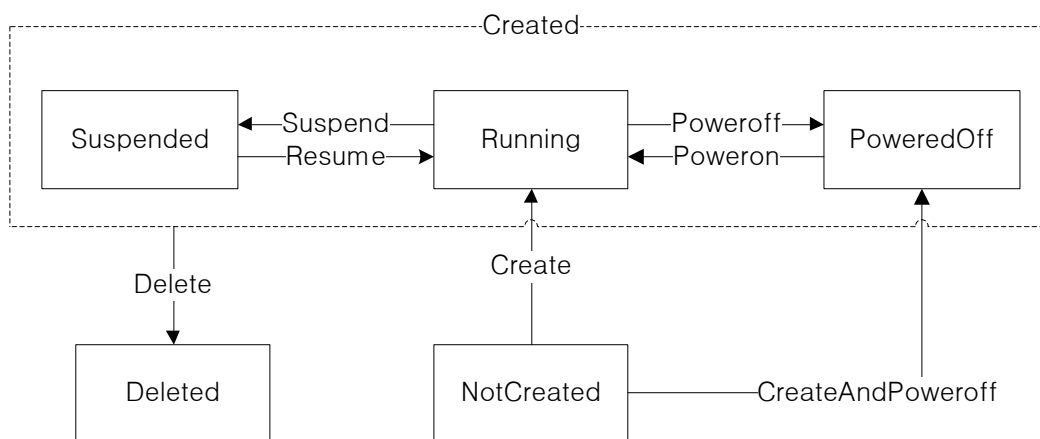 Created
Suspended
Suspend
Resume
Running
Poweroff
Poweron
PoweredOff
Delete
Create
Deleted
NotCreated
CreateAndPoweroff